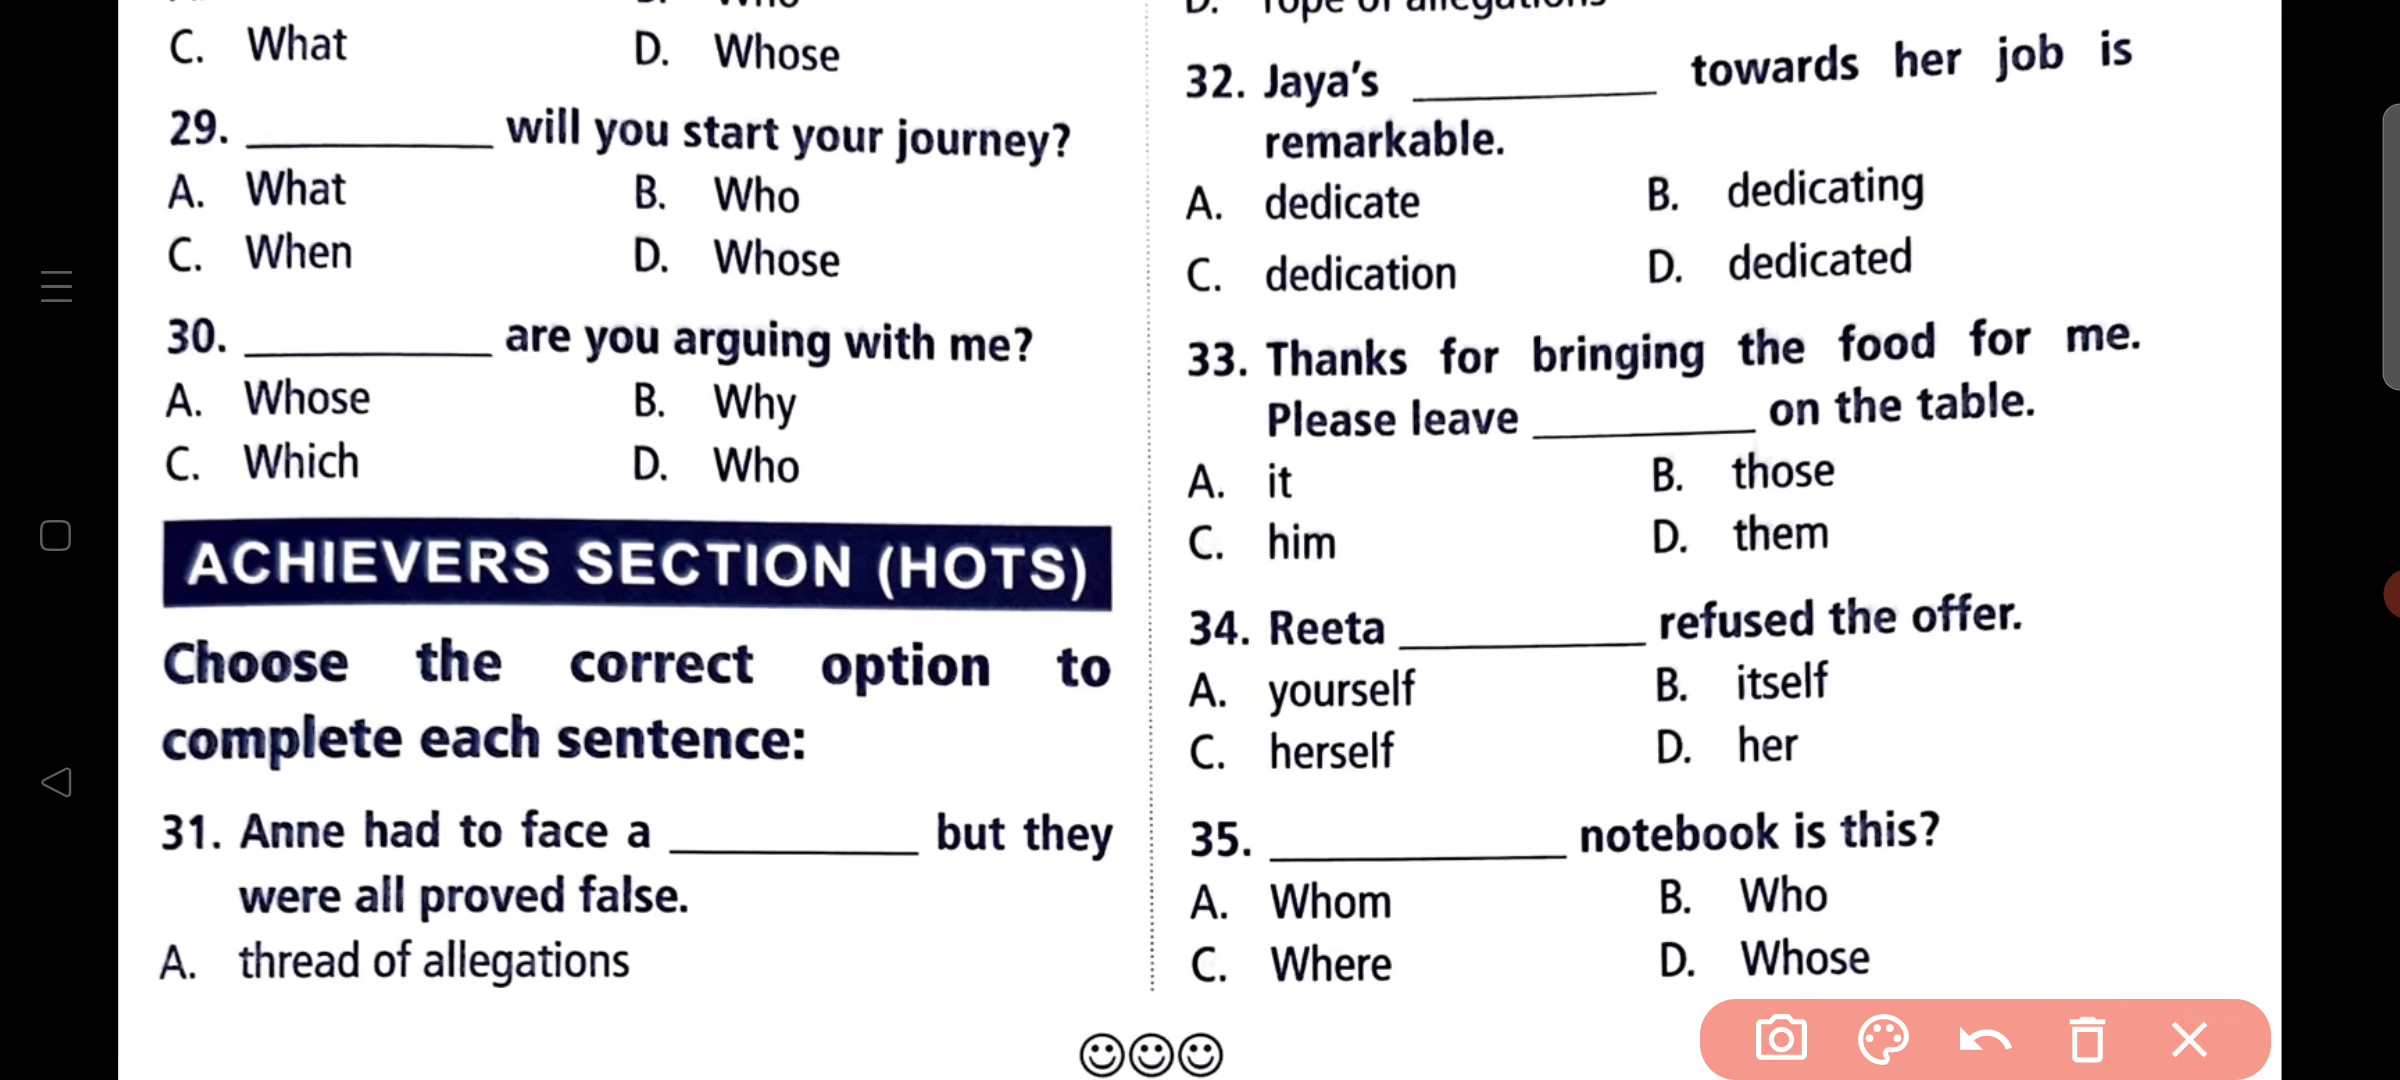 C. What D. Whose
29. __________ will you start your journey?
A. What B. Who
C. When D. Whose
30. __________ are you arguing with me?
A. Whose B. Why
C. Which D. Who
ACHIEVERS SECTION (HOTS)
Choose the correct option to
complete each sentence:
31. Anne had to face a __________ but they
were all proved false.
A. thread of allegations
D. rope of allegations
32. Jaya's __________ towards her job is
remarkable.
A. dedicate B. dedicating
C. dedication D. dedicated
33. Thanks for bringing the food for me.
Please leave __________ on the table.
A. it B. those
C. him D. them
34. Reeta __________ refused the offer.
A. yourself B. itself
C. herself D. her
35. __________ notebook is this?
A. Whom B. Who
C. Where D. Whose